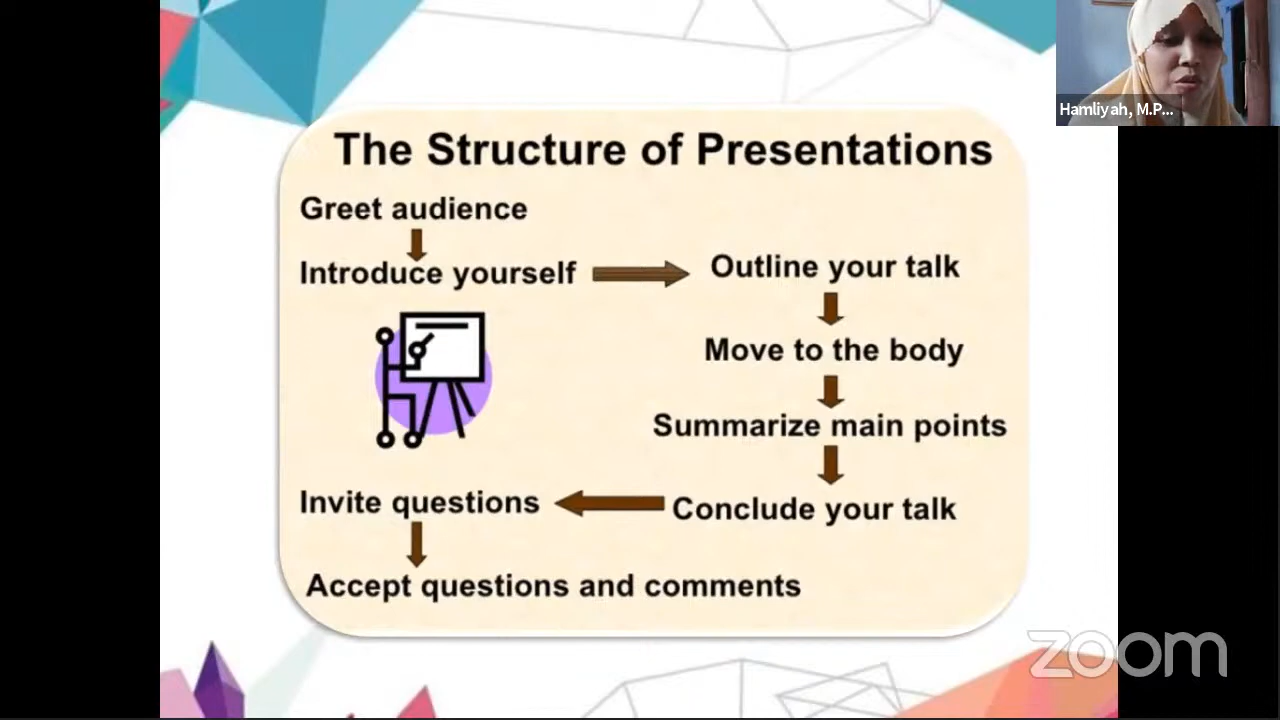 The Structure of Presentations
Greet audience
Introduce yourself
Outline your talk
Move to the body
Summarize main points
Conclude your talk
Invite questions
Accept questions and comments
Hamliyah, M.P...
zoom